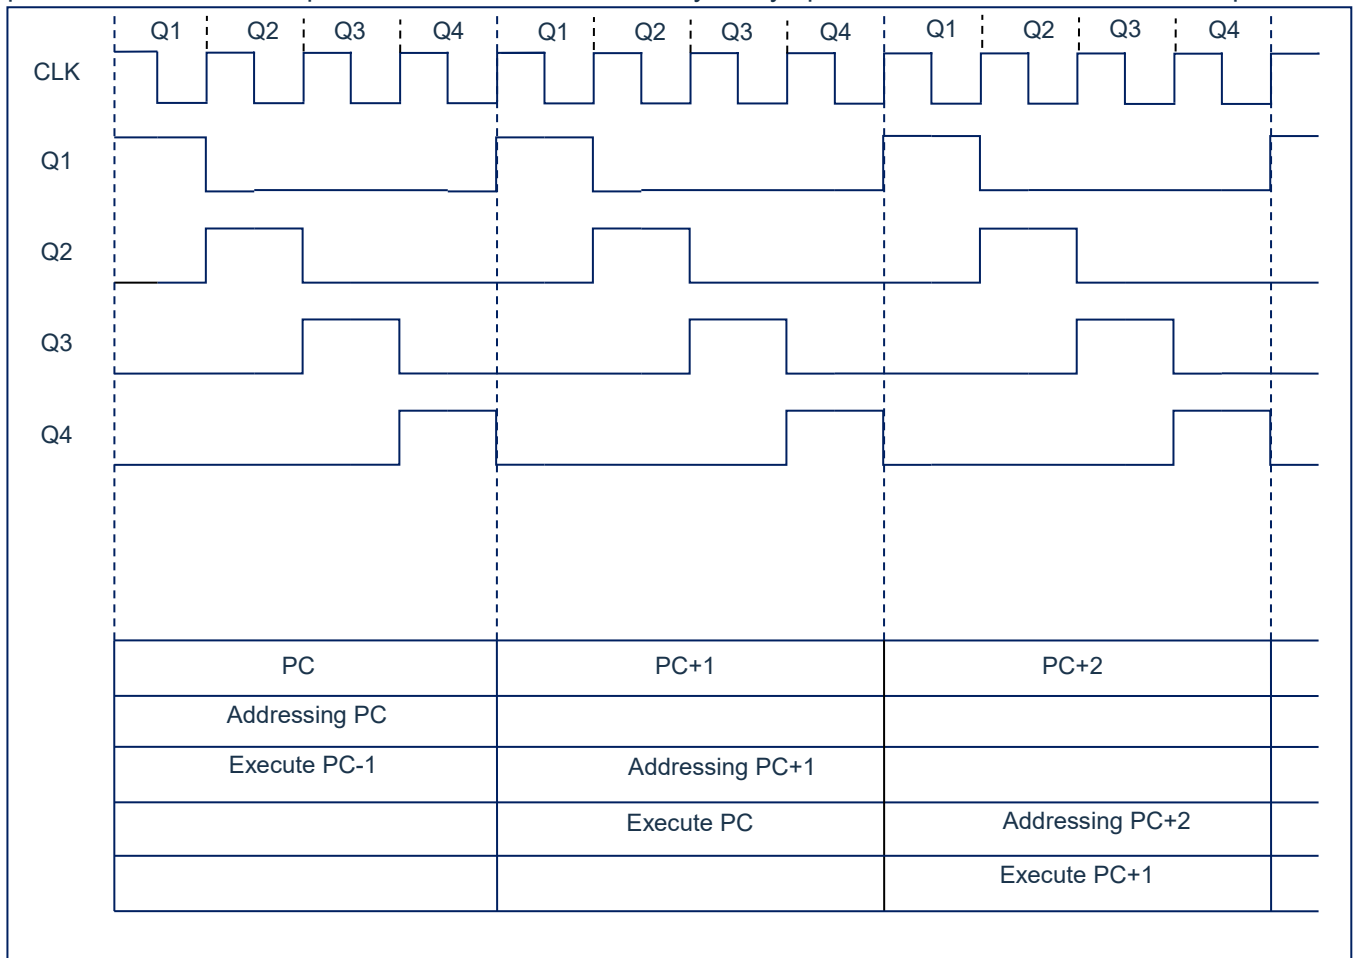 Q1 Q2 Q3 Q4 Q1 Q2 Q3 Q4 Q1 Q2 Q3 Q4
CLK
Q1
Q2
Q3
Q4
PC PC+1 PC+2
Addressing PC
Execute PC-1 Addressing PC+1
Execute PC Addressing PC+2
Execute PC+1